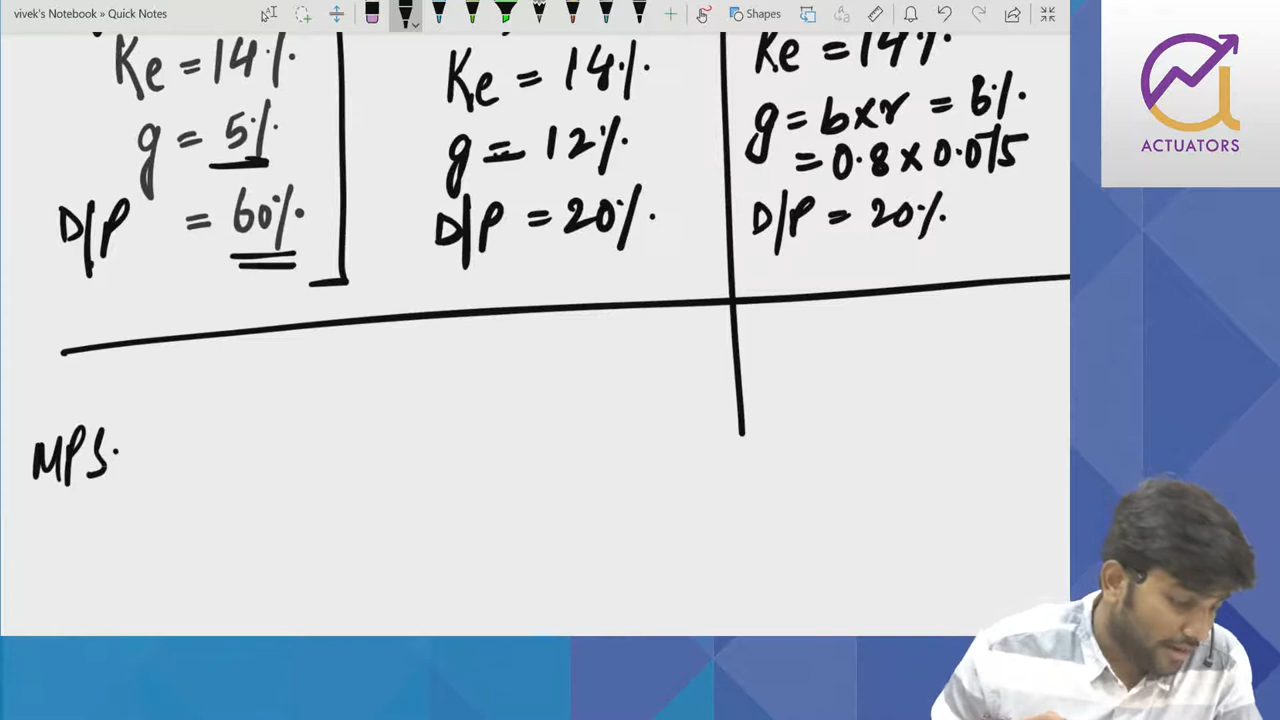 vivek's Notebook » Quick Notes
Shapes
Ke = 14%
g = 5%
D/P = 60%
Ke = 14%
g = 12%
D/P = 20%
Ke = 14%
g = b×r = 6%
= 0.8 × 0.075
D/P = 20%
MPS.
ACTUATORS